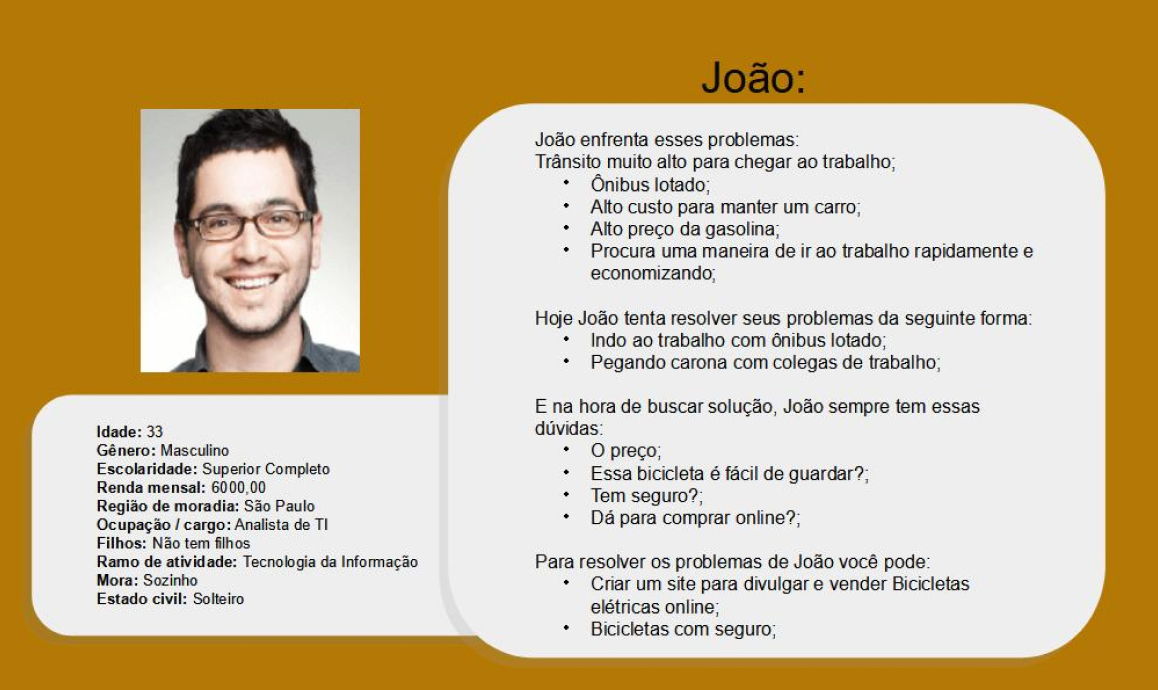 João:
João enfrenta esses problemas:
Trânsito muito alto para chegar ao trabalho;
• Ônibus lotado;
• Alto custo para manter um carro;
• Alto preço da gasolina;
• Procura uma maneira de ir ao trabalho rapidamente e
economizando;
Hoje João tenta resolver seus problemas da seguinte forma:
• Indo ao trabalho com ônibus lotado;
• Pegando carona com colegas de trabalho;
E na hora de buscar solução, João sempre tem essas
dúvidas:
• O preço;
• Essa bicicleta é fácil de guardar?;
• Tem seguro?;
• Dá para comprar online?;
Para resolver os problemas de João você pode:
• Criar um site para divulgar e vender Bicicletas
elétricas online;
• Bicicletas com seguro;
Idade: 33
Gênero: Masculino
Escolaridade: Superior Completo
Renda mensal: 6000,00
Região de moradia: São Paulo
Ocupação / cargo: Analista de TI
Filhos: Não tem filhos
Ramo de atividade: Tecnologia da Informação
Mora: Sozinho
Estado civil: Solteiro